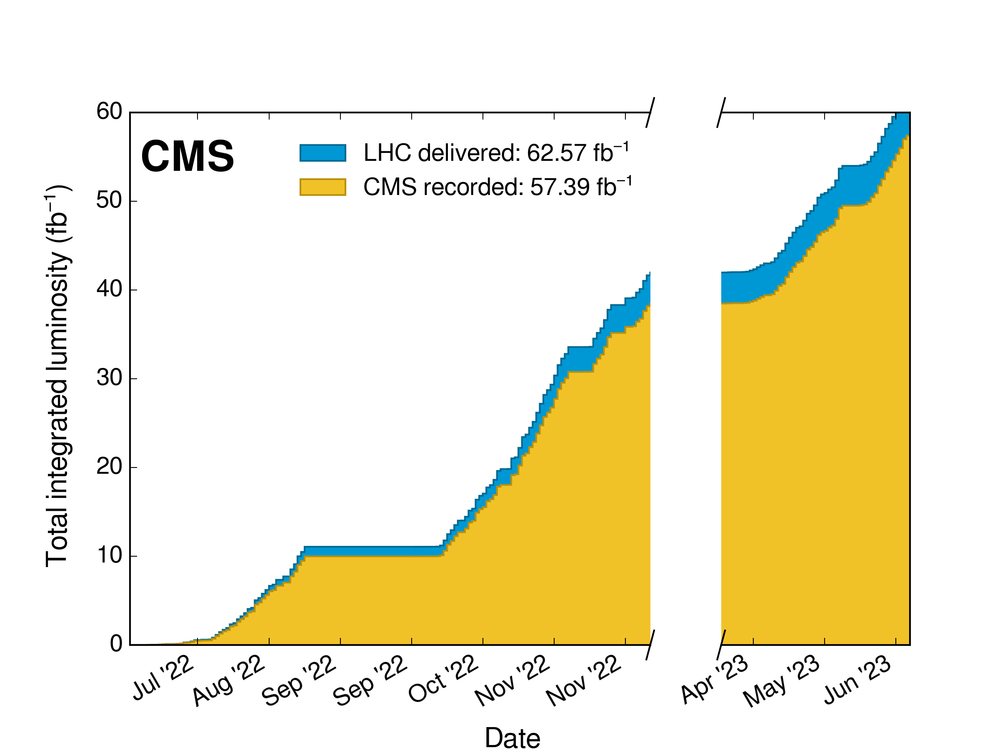 CMS
LHC delivered: 62.57 fb⁻¹
CMS recorded: 57.39 fb⁻¹
Total integrated luminosity (fb⁻¹)
60
50
40
30
20
10
0
Jul '22
Aug '22
Sep '22
Sep '22
Oct '22
Nov '22
Nov '22
Apr '23
May '23
Jun '23
Date